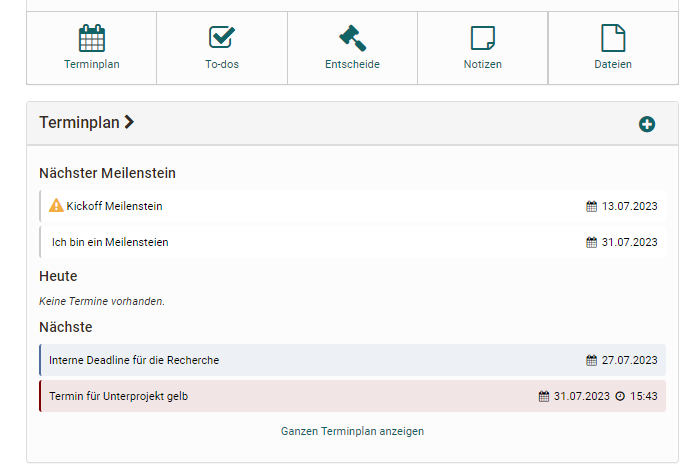 Terminplan To-dos Entscheide Notizen Dateien
Terminplan
Nächster Meilenstein
Kickoff Meilenstein 13.07.2023
Ich bin ein Meilensteien 31.07.2023
Heute
Keine Termine vorhanden.
Nächste
Interne Deadline für die Recherche 27.07.2023
Termin für Unterprojekt gelb 31.07.2023 15:43
Ganzen Terminplan anzeigen